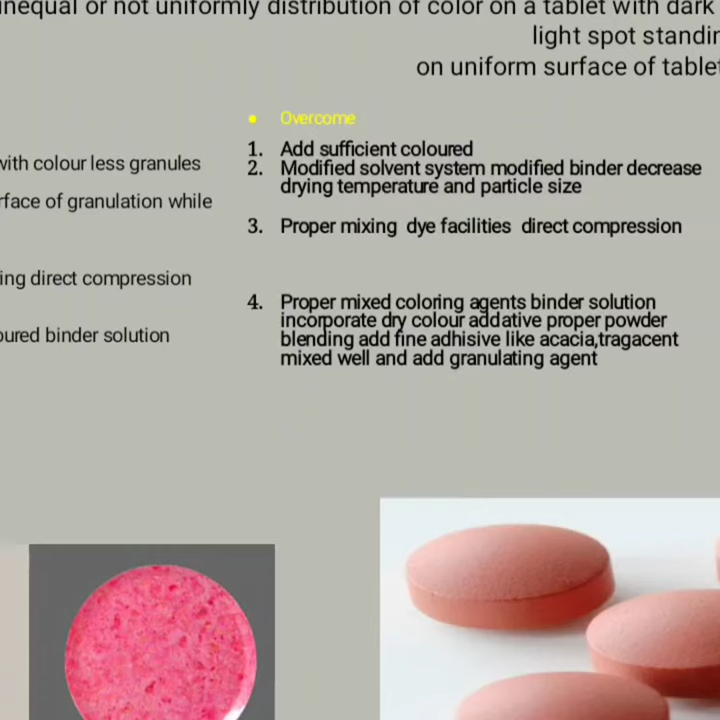 inequal or not uniformly distribution of color on a tablet with dark
light spot standin
on uniform surface of tablet
with colour less granules
rface of granulation while
ing direct compression
oured binder solution
• Overcome
1. Add sufficient coloured
2. Modified solvent system modified binder decrease
drying temperature and particle size
3. Proper mixing dye facilities direct compression
4. Proper mixed coloring agents binder solution
incorporate dry colour addative proper powder
blending add fine adhisive like acacia,tragacent
mixed well and add granulating agent